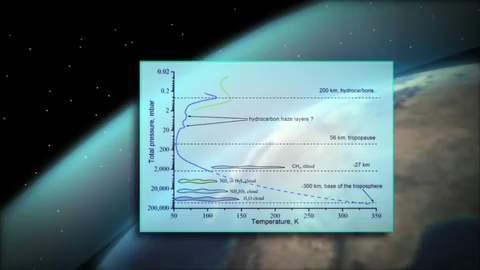 0.02
0.2
200 km, hydrocarbons
2
hydrocarbon haze layers ?
20
56 km, tropopause
200
CH₄ cloud
-27 km
2,000
NH₃ or H₂S cloud
-300 km, base of the troposphere
20,000
NH₄SH cloud
H₂O cloud
200,000
50 100 150 200 250 300 350
Temperature, K
Total pressure, mbar